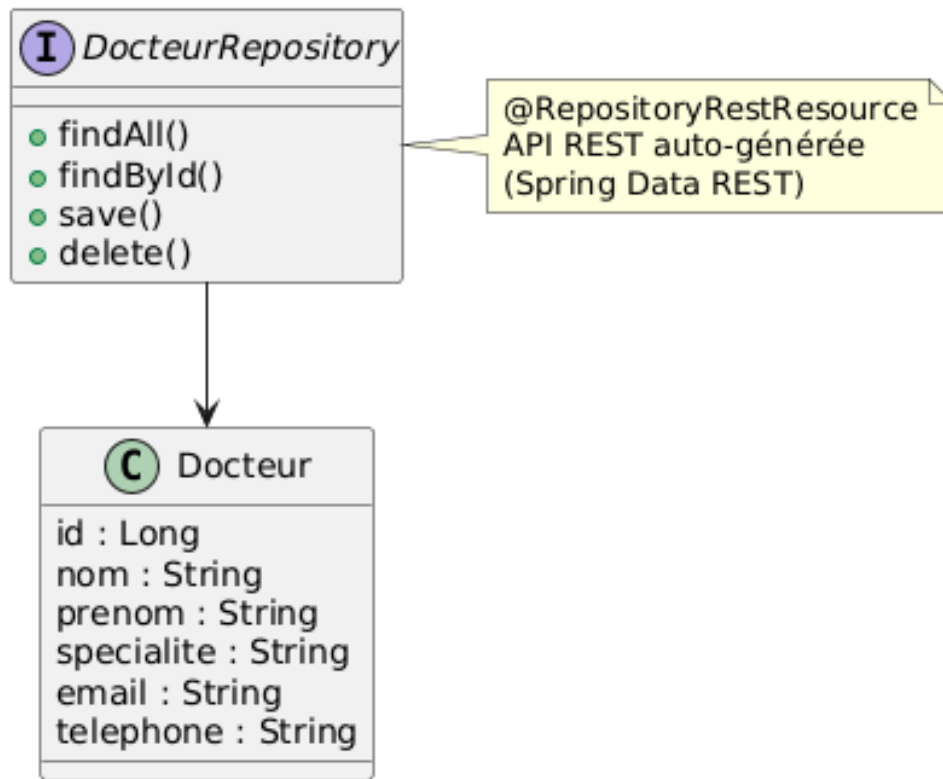 I DocteurRepository
findAll()
findById()
save()
delete()
@RepositoryRestResource
API REST auto-générée
(Spring Data REST)
C Docteur
id : Long
nom : String
prenom : String
specialite : String
email : String
telephone : String